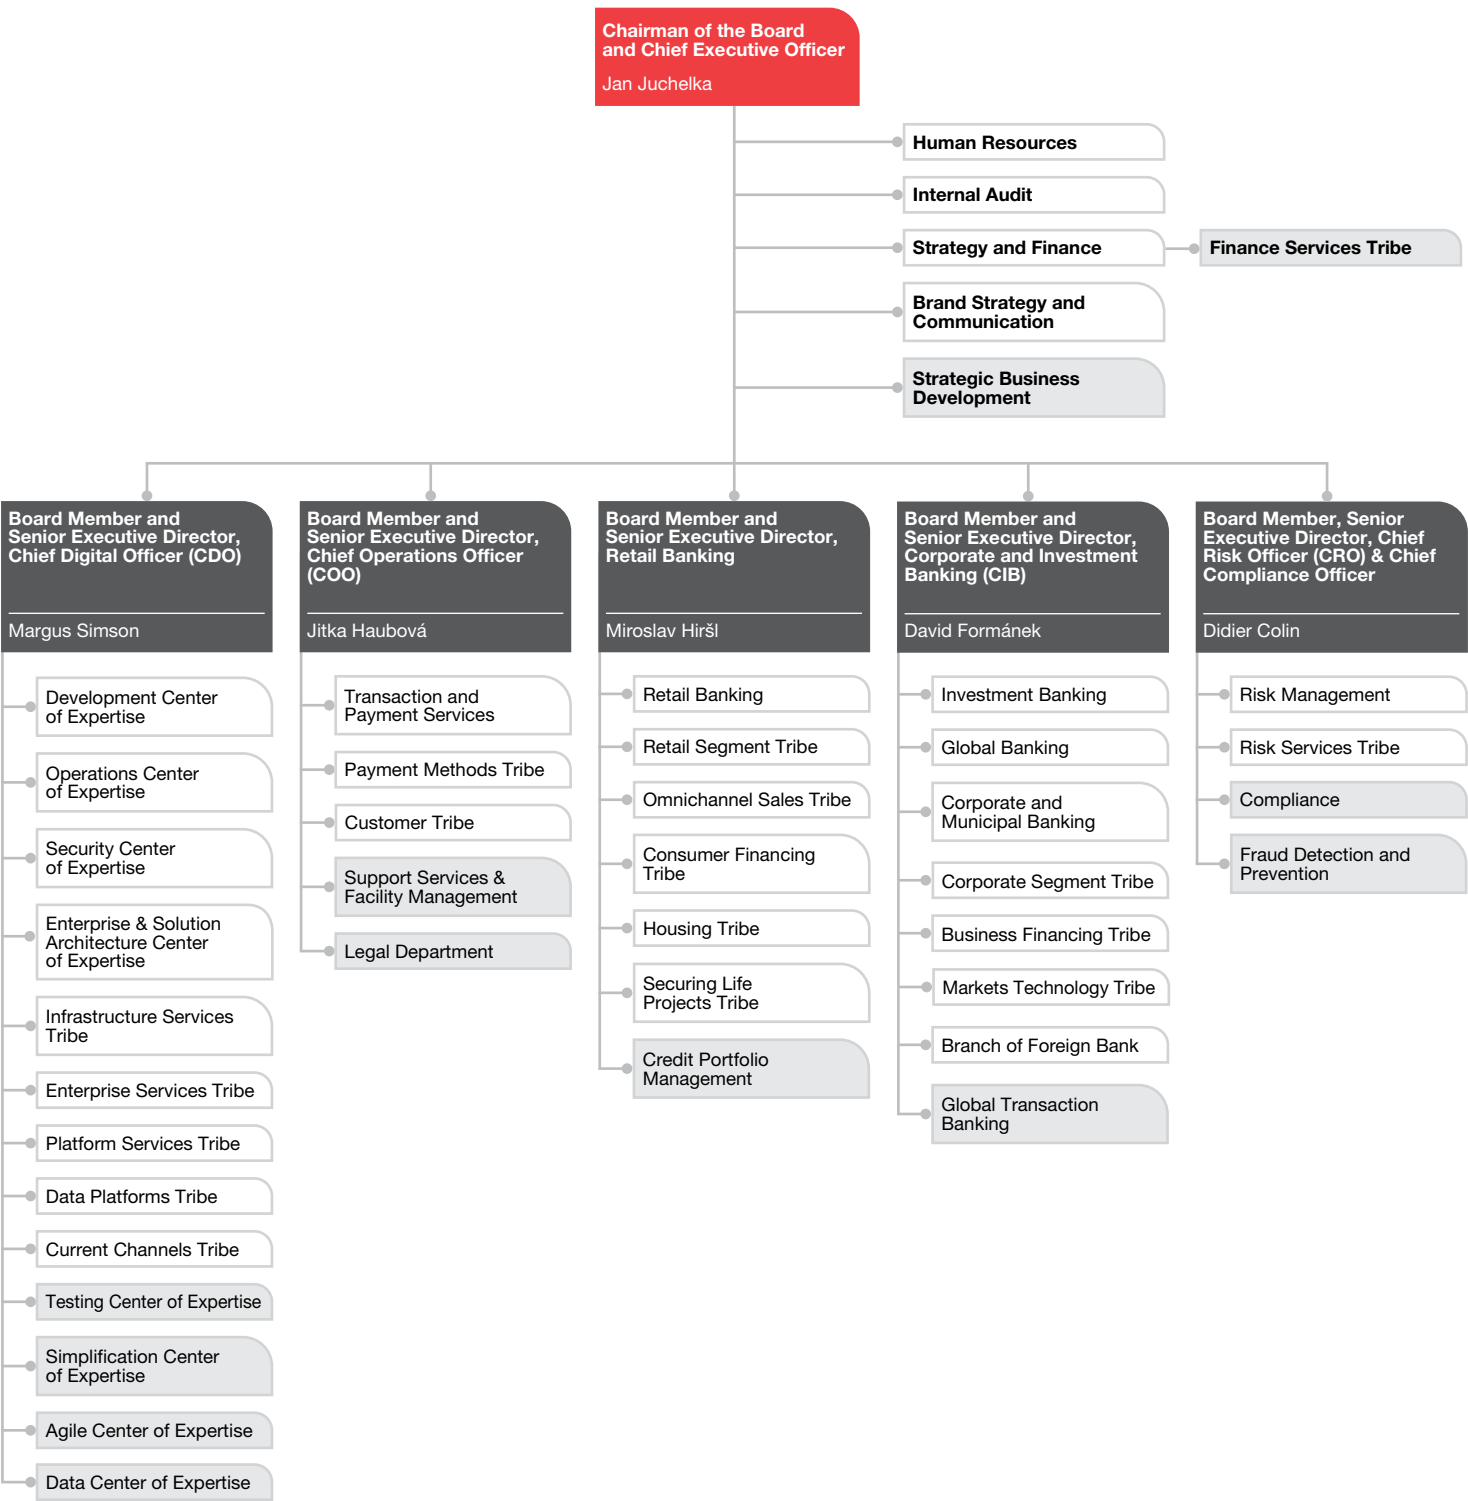 Chairman of the Board
and Chief Executive Officer
Jan Juchelka
Human Resources
Internal Audit
Strategy and Finance
Finance Services Tribe
Brand Strategy and
Communication
Strategic Business
Development
Board Member and
Senior Executive Director,
Chief Digital Officer (CDO)
Margus Simson
Development Center
of Expertise
Operations Center
of Expertise
Security Center
of Expertise
Enterprise & Solution
Architecture Center
of Expertise
Infrastructure Services
Tribe
Enterprise Services Tribe
Platform Services Tribe
Data Platforms Tribe
Current Channels Tribe
Testing Center of Expertise
Simplification Center
of Expertise
Agile Center of Expertise
Data Center of Expertise
Board Member and
Senior Executive Director,
Chief Operations Officer
(COO)
Jitka Haubová
Transaction and
Payment Services
Payment Methods Tribe
Customer Tribe
Support Services &
Facility Management
Legal Department
Board Member and
Senior Executive Director,
Retail Banking
Miroslav Hiršl
Retail Banking
Retail Segment Tribe
Omnichannel Sales Tribe
Consumer Financing
Tribe
Housing Tribe
Securing Life
Projects Tribe
Credit Portfolio
Management
Board Member and
Senior Executive Director,
Corporate and Investment
Banking (CIB)
David Formánek
Investment Banking
Global Banking
Corporate and
Municipal Banking
Corporate Segment Tribe
Business Financing Tribe
Markets Technology Tribe
Branch of Foreign Bank
Global Transaction
Banking
Board Member, Senior
Executive Director, Chief
Risk Officer (CRO) & Chief
Compliance Officer
Didier Colin
Risk Management
Risk Services Tribe
Compliance
Fraud Detection and
Prevention